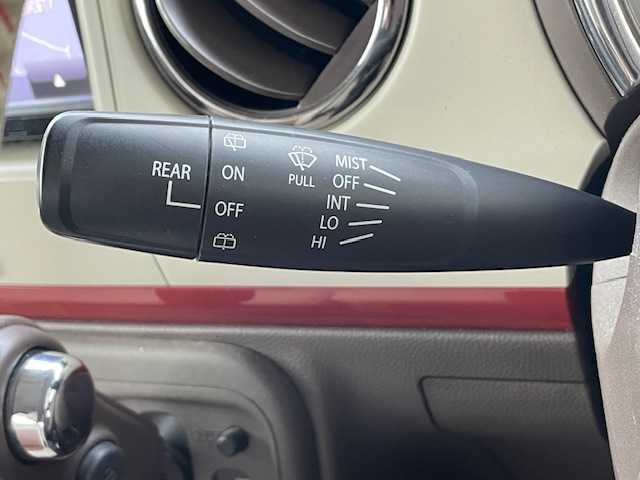 REAR
ON
OFF
PULL
MIST
OFF
INT
LO
HI